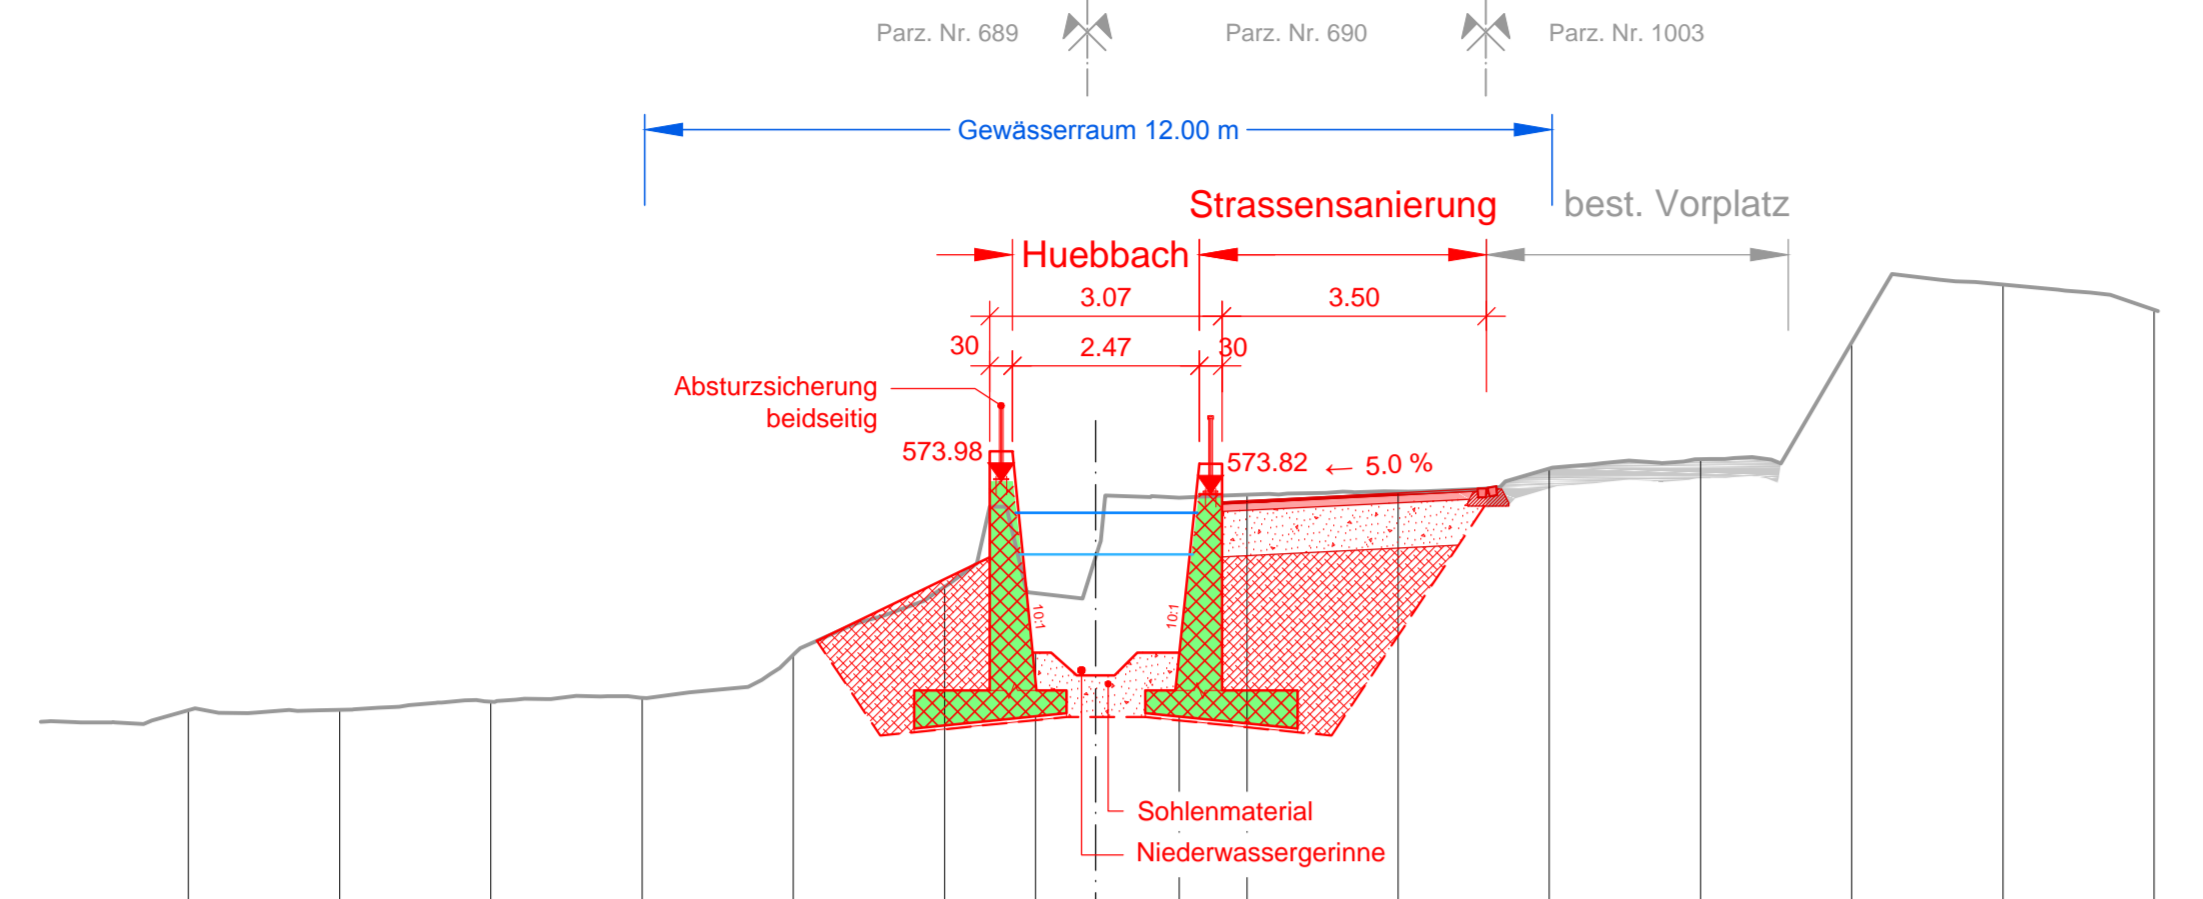 Parz. Nr. 689
Parz. Nr. 690
Parz. Nr. 1003
Gewässerraum 12.00 m
Strassensanierung
best. Vorplatz
Huebbach
3.07
3.50
30
2.47
30
Absturzsicherung
beidseitig
573.98
573.82
← 5.0 %
10:1
10:1
Sohlenmaterial
Niederwassergerinne